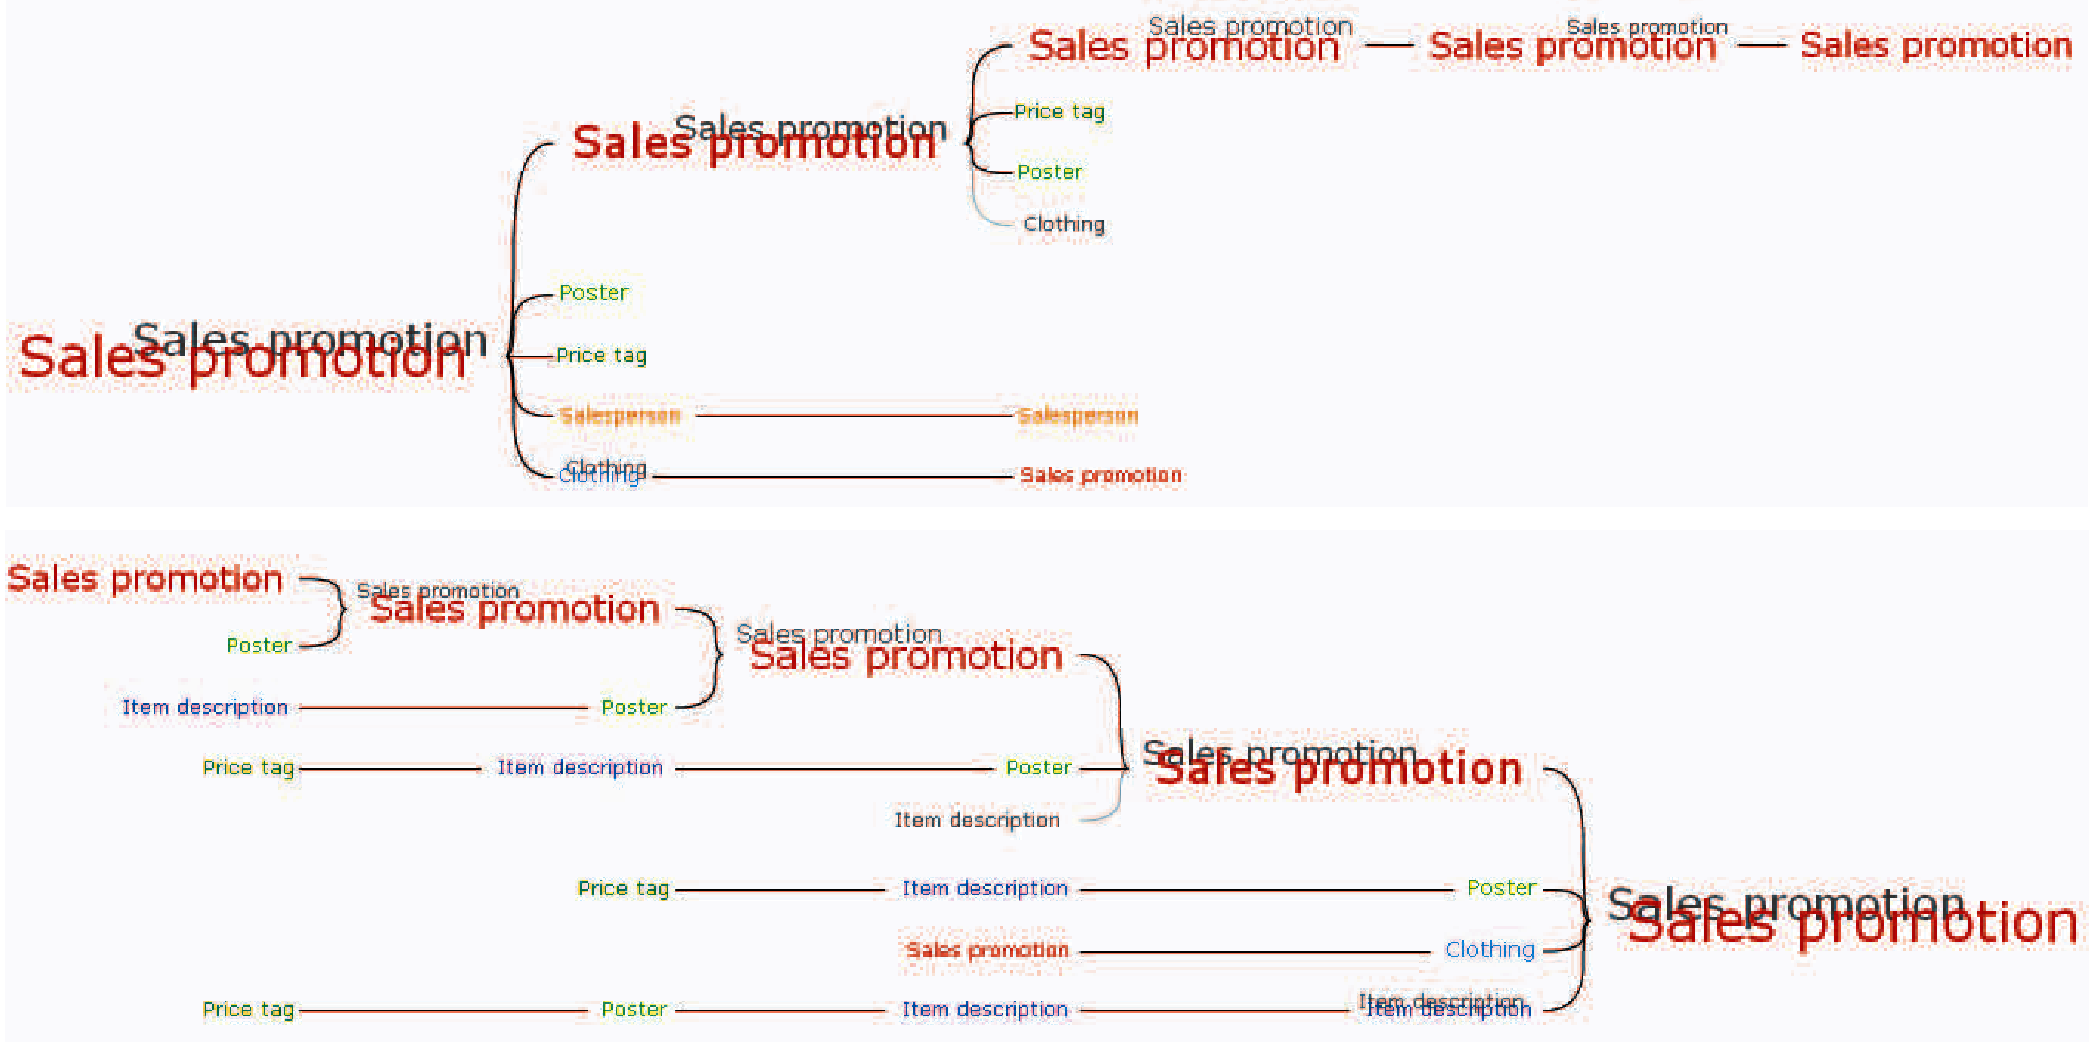 Sales promotion Sales promotion
Sales promotion Sales promotion Sales promotion
Price tag
Sales promotion
Sales promotion
Poster
Clothing
Poster
Sales promotion
Sales promotion
Price tag
Salesperson Salesperson
Clothing
Clothing Sales promotion
Sales promotion
Sales promotion
Sales promotion
Sales promotion
Poster
Sales promotion
Item description Poster
Sales promotion
Price tag Item description Poster
Sales promotion
Item description
Price tag Item description Poster
Sales promotion
Sales promotion
Sales promotion Clothing
Item description
Price tag Poster Item description Item description